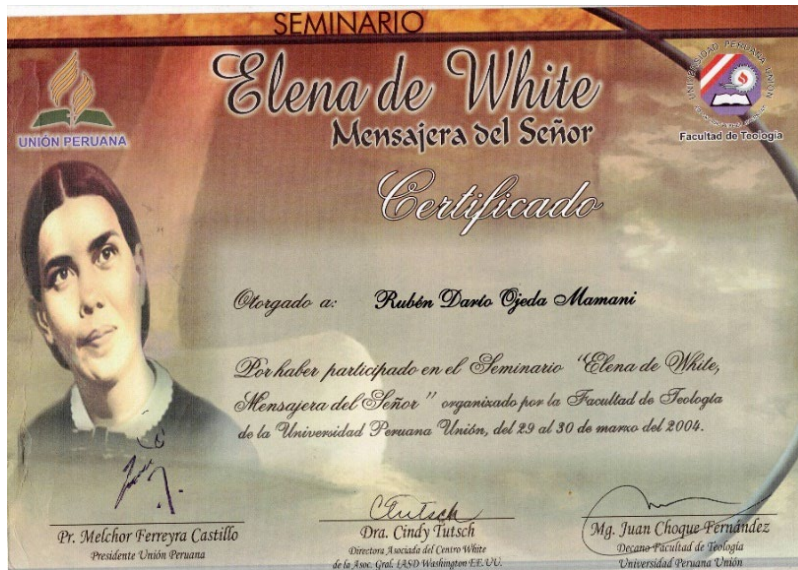 SEMINARIO
Elena de White
Mensajera del Señor
UNIÓN PERUANA
UNIVERSIDAD PERUANA UNIÓN
Facultad de Teología
Certificado
Otorgado a: Rubén Darío Ojeda Mamani
Por haber participado en el Seminario "Elena de White,
Mensajera del Señor" organizado por la Facultad de Teología
de la Universidad Peruana Unión, del 29 al 30 de marzo del 2004.
CTutsch
Pr. Melchor Ferreyra Castillo
Presidente Unión Peruana
Dra. Cindy Tutsch
Directora Asociada del Centro White
de la Asoc. Gral. IASD Washington EE.UU.
Mg. Juan Choque Fernández
Decano Facultad de Teología
Universidad Peruana Unión